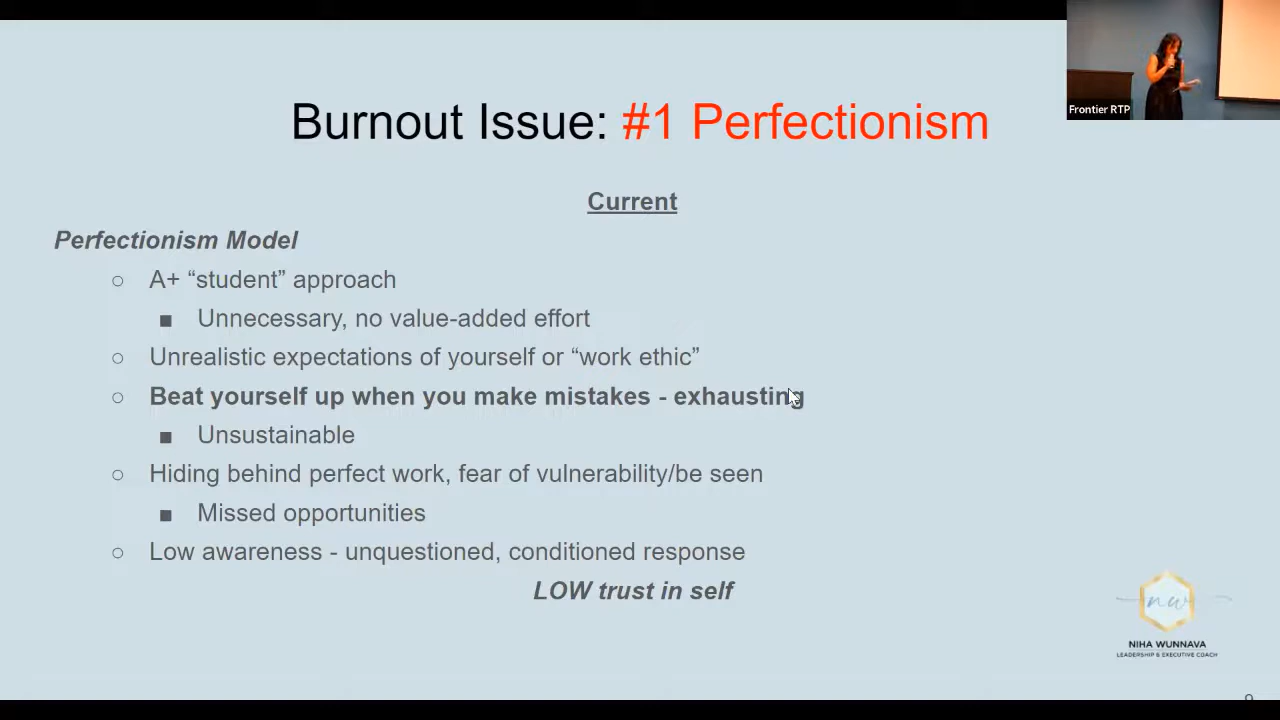 Frontier RTP
Burnout Issue: #1 Perfectionism
Current
Perfectionism Model
○ A+ “student” approach
■ Unnecessary, no value-added effort
○ Unrealistic expectations of yourself or “work ethic”
○ Beat yourself up when you make mistakes - exhausting
■ Unsustainable
○ Hiding behind perfect work, fear of vulnerability/be seen
■ Missed opportunities
○ Low awareness - unquestioned, conditioned response
LOW trust in self
nw
NIHA WUNNAVA
LEADERSHIP & EXECUTIVE COACH